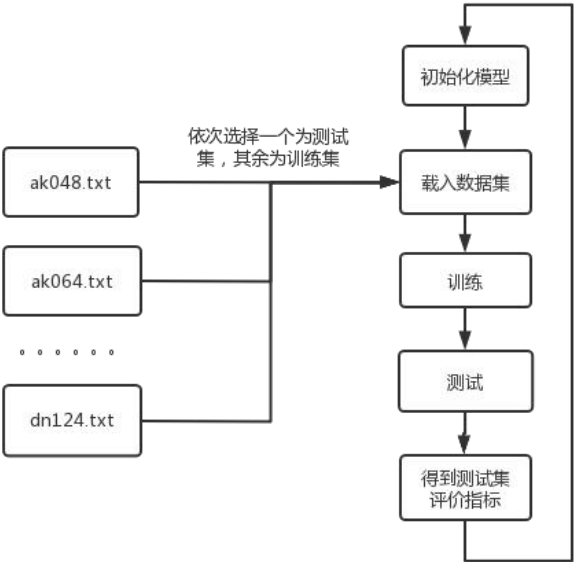 初始化模型
依次选择一个为测试
集，其余为训练集
ak048.txt
载入数据集
ak064.txt
训练
。。。。。。
测试
dn124.txt
得到测试集
评价指标